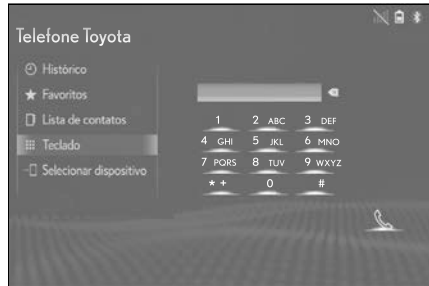 Telefone Toyota
Histórico
Favoritos
Lista de contatos
Teclado
Selecionar dispositivo
1 2 ABC 3 DEF
4 GHI 5 JKL 6 MNO
7 PQRS 8 TUV 9 WXYZ
* + 0 #